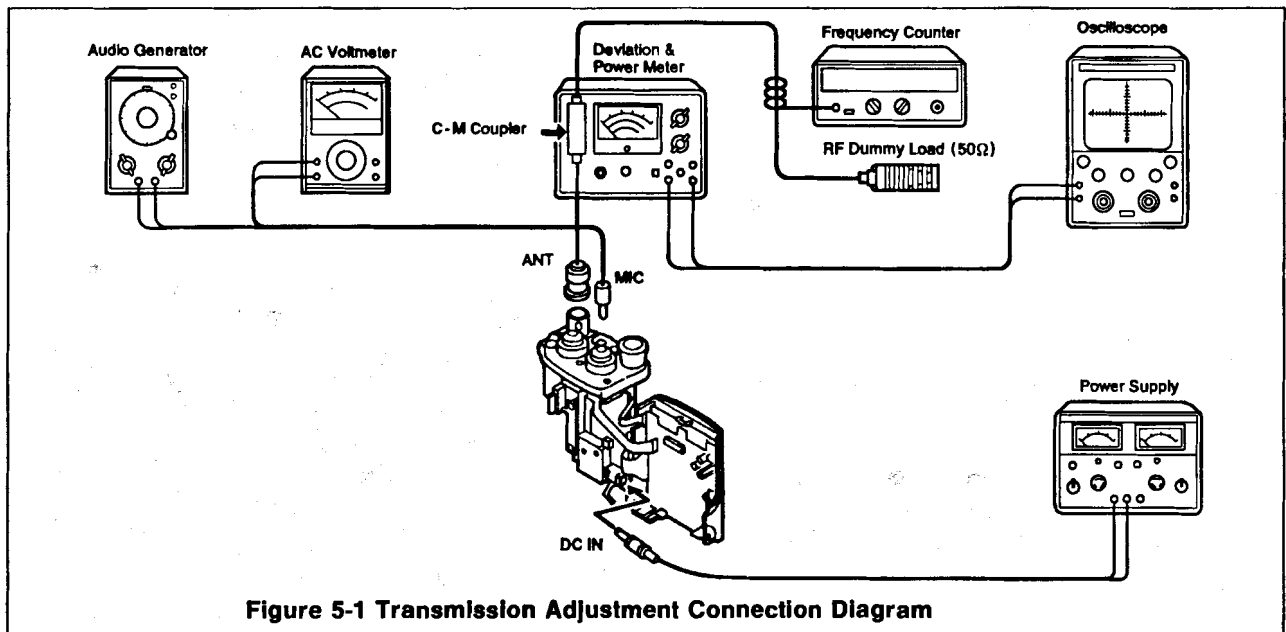 Audio Generator
AC Voltmeter
Deviation &
Power Meter
Frequency Counter
Oscilloscope
C-M Coupler
RF Dummy Load (50Ω)
ANT
MIC
Power Supply
DC IN
Figure 5-1 Transmission Adjustment Connection Diagram